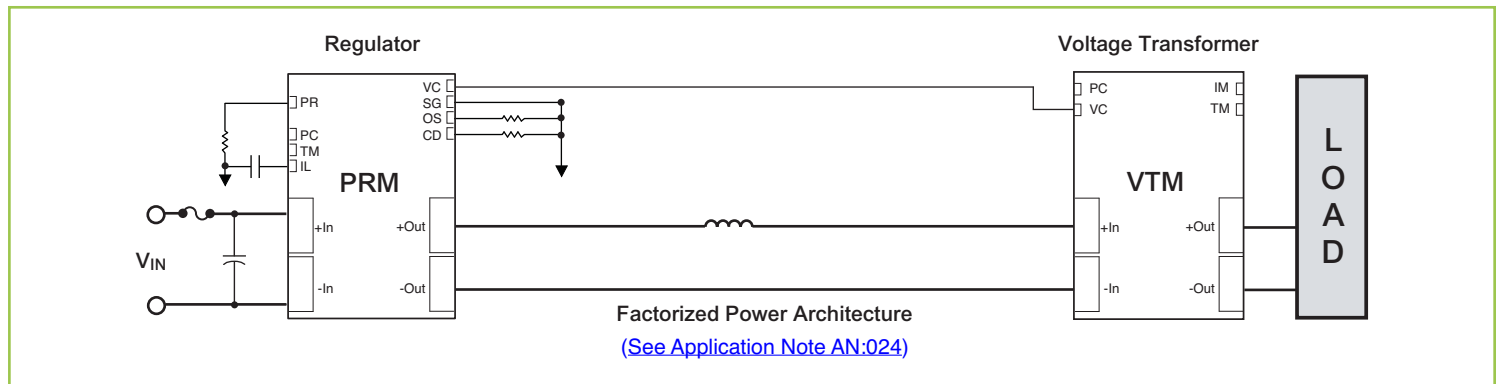 Regulator
Voltage Transformer
PR
PC
TM
IL
VC
SG
OS
CD
PRM
+In
-In
+Out
-Out
VIN
PC
VC
IM
TM
VTM
+In
-In
+Out
-Out
L
O
A
D
Factorized Power Architecture
(See Application Note AN:024)